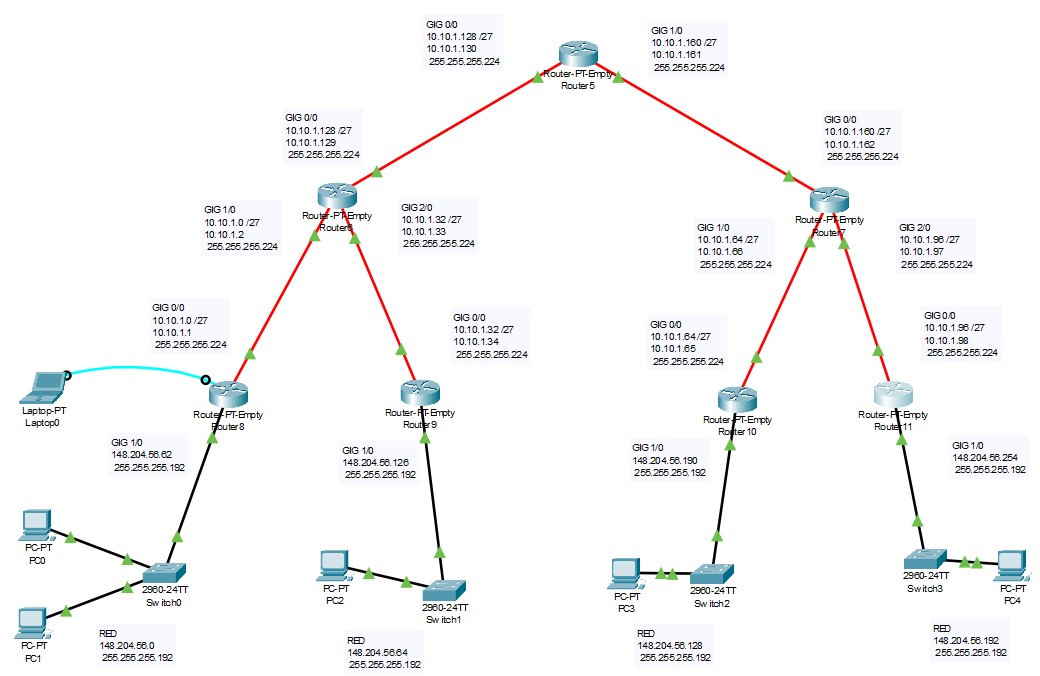 GIG 0/0
10.10.1.128 /27
10.10.1.130
255.255.255.224
GIG 1/0
10.10.1.160 /27
10.10.1.161
255.255.255.224
Router-PT-Empty
Router5
GIG 0/0
10.10.1.128 /27
10.10.1.129
255.255.255.224
GIG 0/0
10.10.1.160 /27
10.10.1.162
255.255.255.224
Router-PT-Empty
Router6
Router-PT-Empty
Router7
GIG 1/0
10.10.1.0 /27
10.10.1.2
255.255.255.224
GIG 2/0
10.10.1.32 /27
10.10.1.33
255.255.255.224
GIG 1/0
10.10.1.64 /27
10.10.1.66
255.255.255.224
GIG 2/0
10.10.1.96 /27
10.10.1.97
255.255.255.224
GIG 0/0
10.10.1.0 /27
10.10.1.1
255.255.255.224
GIG 0/0
10.10.1.32 /27
10.10.1.34
255.255.255.224
GIG 0/0
10.10.1.64 /27
10.10.1.65
255.255.255.224
GIG 0/0
10.10.1.96 /27
10.10.1.98
255.255.255.224
Laptop-PT
Laptop0
Router-PT-Empty
Router8
Router-PT-Empty
Router9
Router-PT-Empty
Router10
Router-PT-Empty
Router11
GIG 1/0
148.204.56.62
255.255.255.192
GIG 1/0
148.204.56.126
255.255.255.192
GIG 1/0
148.204.56.190
255.255.255.192
GIG 1/0
148.204.56.254
255.255.255.192
PC-PT
PC0
2960-24TT
Switch0
PC-PT
PC1
PC-PT
PC2
2960-24TT
Switch1
PC-PT
PC3
2960-24TT
Switch2
2960-24TT
Switch3
PC-PT
PC4
RED
148.204.56.0
255.255.255.192
RED
148.204.56.64
255.255.255.192
RED
148.204.56.128
255.255.255.192
RED
148.204.56.192
255.255.255.192